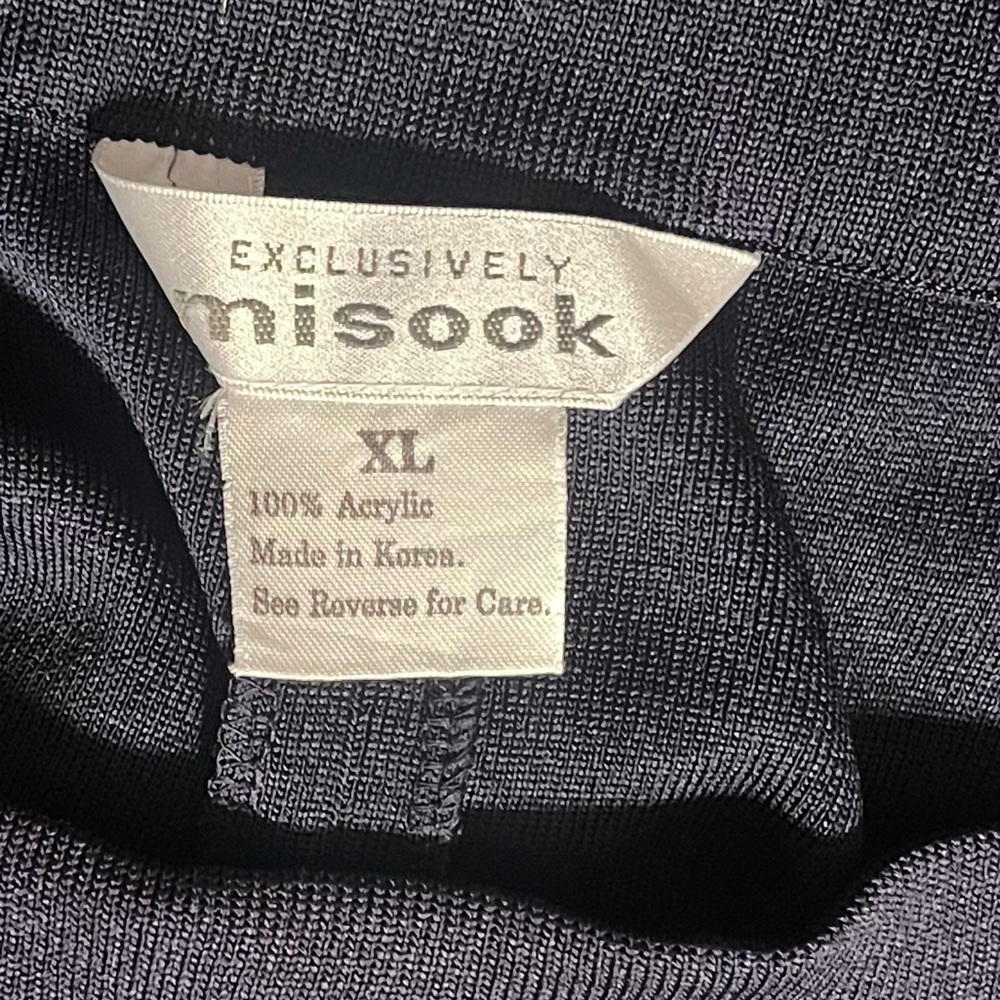 EXCLUSIVELY
misook
XL
100% Acrylic
Made in Korea.
See Reverse for Care.